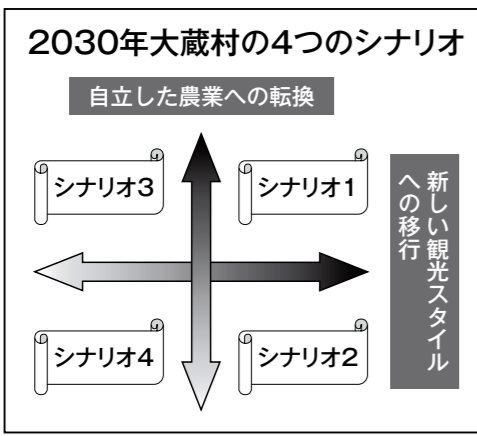 2030年大蔵村の4つのシナリオ
自立した農業への転換
シナリオ3
シナリオ1
新しい観光スタイル
への移行
シナリオ4
シナリオ2